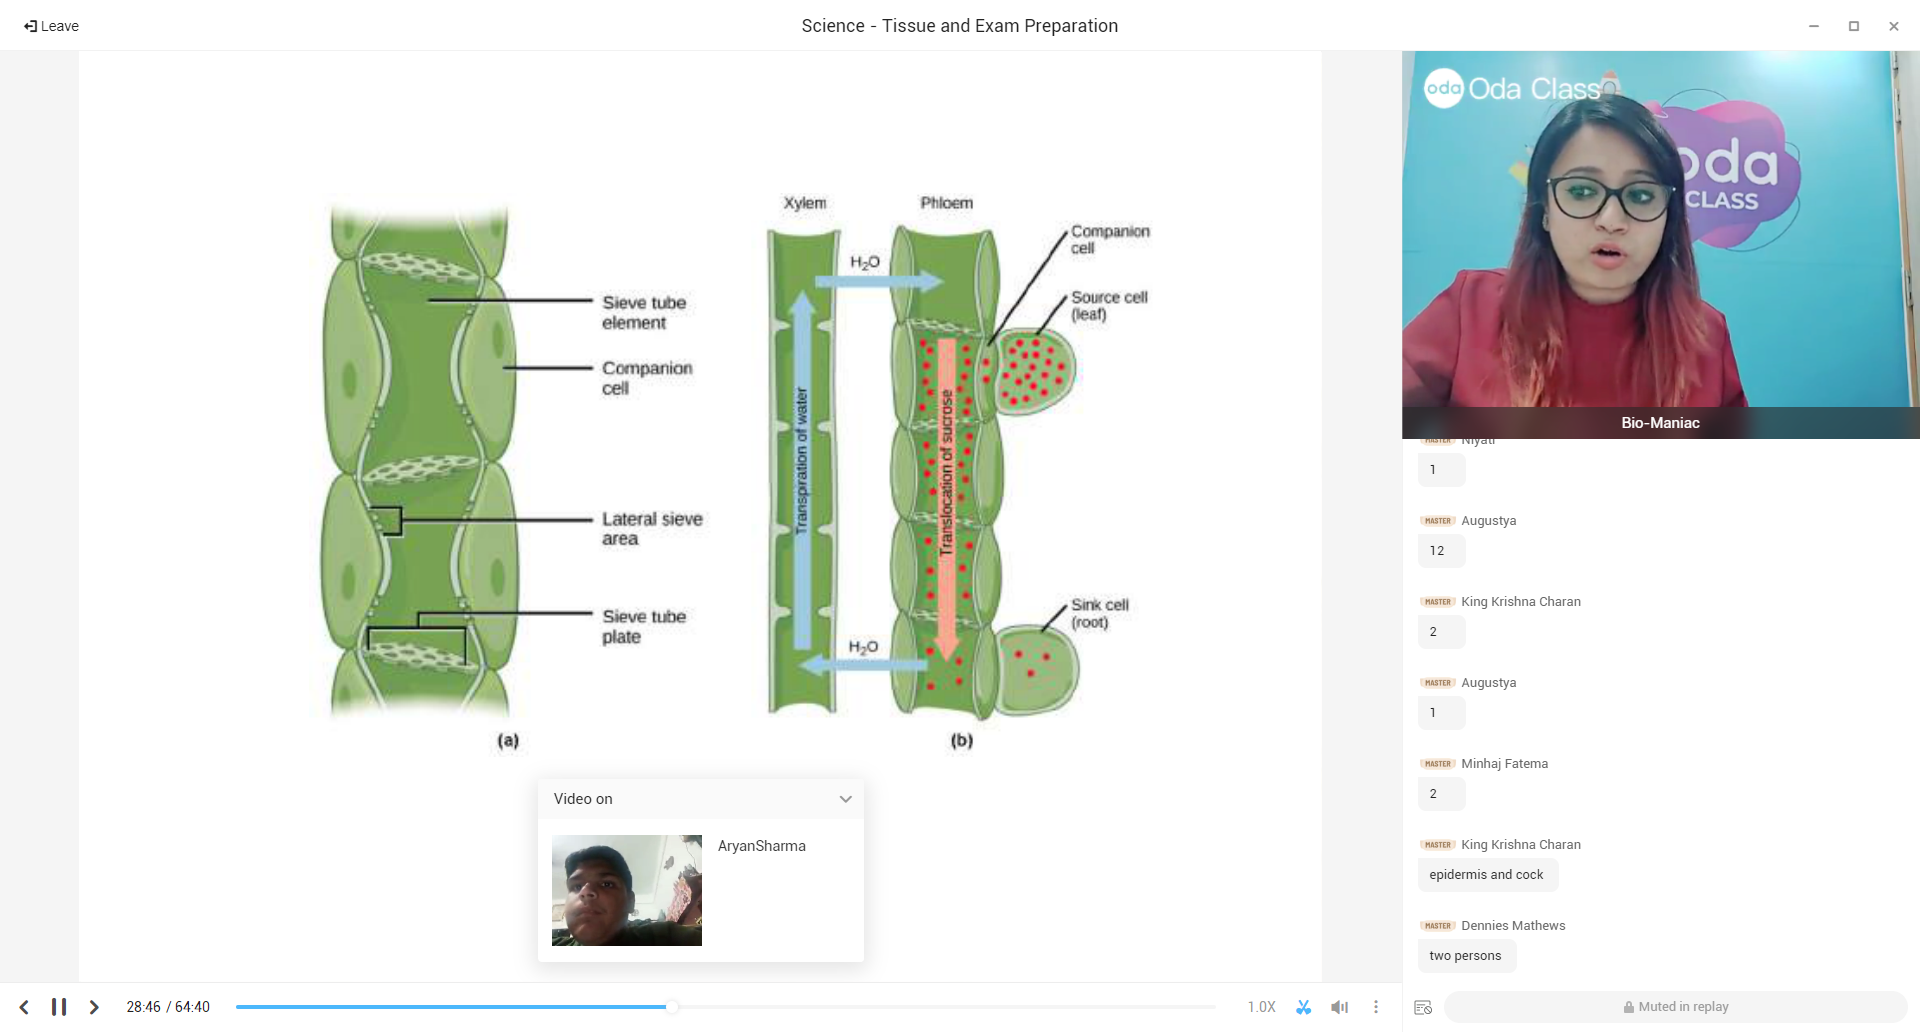 Leave
Science - Tissue and Exam Preparation
Xylem
Phloem
H₂O
Companion
cell
Source cell
(leaf)
Sieve tube
element
Companion
cell
Transpiration of water
Translocation of sucrose
Lateral sieve
area
Sieve tube
plate
Sink cell
(root)
H₂O
(a)
(b)
Video on
AryanSharma
28:46 / 64:40
1.0X
oda Oda Class
oda
CLASS
Bio-Maniac
MASTER Niyati
1
MASTER Augustya
12
MASTER King Krishna Charan
2
MASTER Augustya
1
MASTER Minhaj Fatema
2
MASTER King Krishna Charan
epidermis and cock
MASTER Dennies Mathews
two persons
Muted in replay